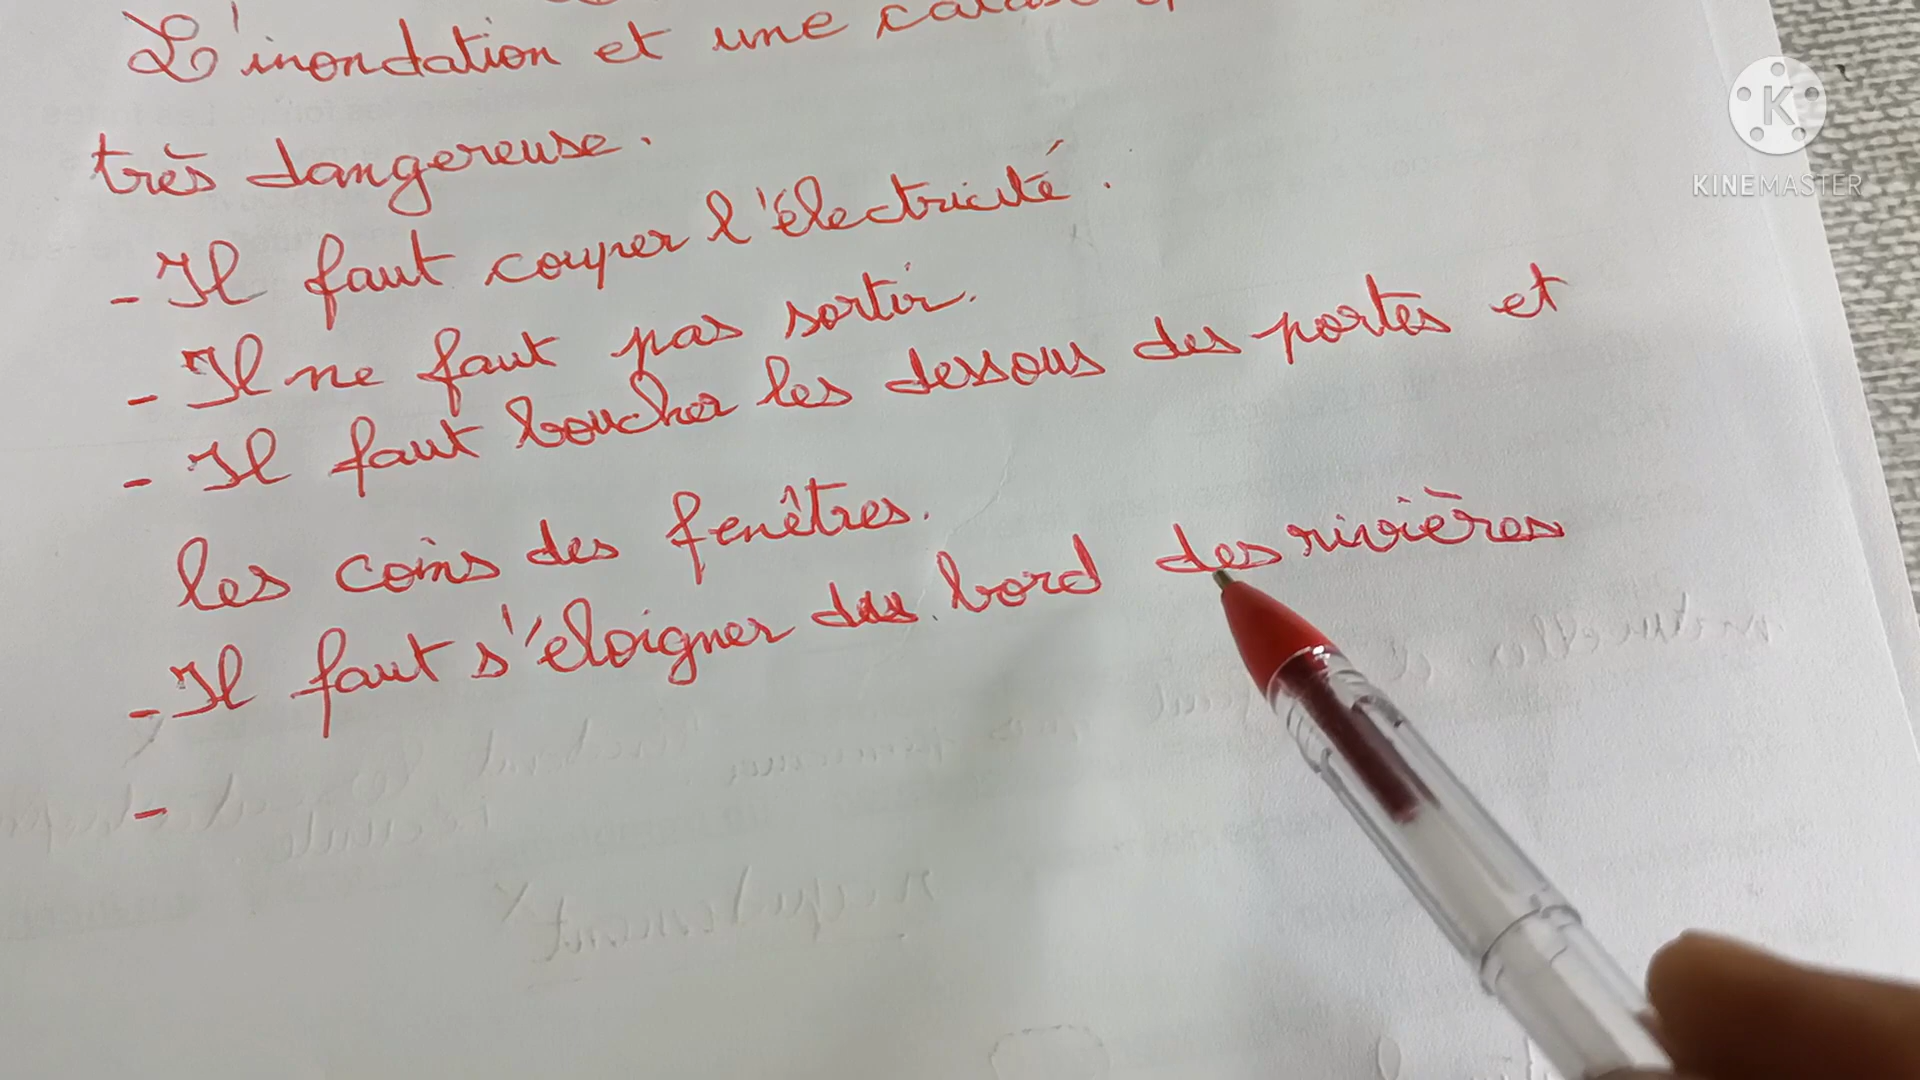 L'inondation et une
très dangereuse.
- Il faut couper l'électricité.
- Il ne faut pas sortir.
- Il faut boucher les dessous des portes et
les coins des fenêtres.
- Il faut s'éloigner du bord des rivières
-
K
KINEMASTER